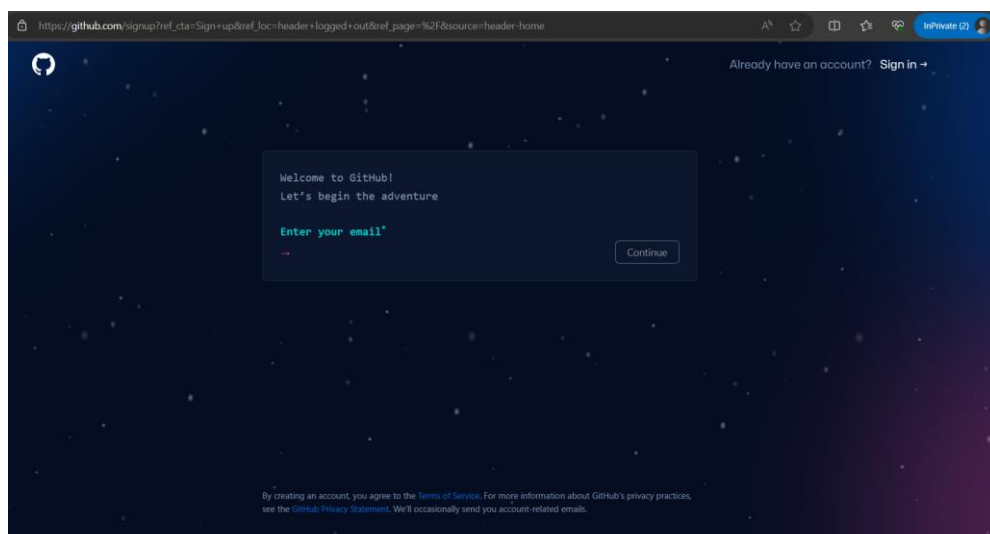 https://github.com/signup?ref_cta=Sign+up&ref_loc=header+logged+out&ref_page=%2F&source=header-home
InPrivate (2)
Already have an account? Sign in →
Welcome to GitHub!
Let's begin the adventure
Enter your email*
→
Continue
By creating an account, you agree to the Terms of Service. For more information about GitHub's privacy practices,
see the GitHub Privacy Statement. We'll occasionally send you account-related emails.